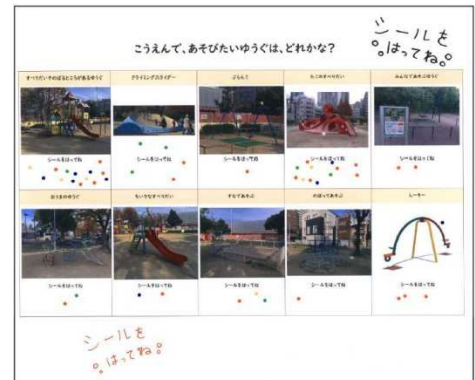 こうえんで、あそびたいゆうぐは、どれかな?
シールを
はってね
すべりだいでのぼるところがあるゆうぐ
クライミングスライダー
ぶらんこ
たこのすべりだい
みんなであそぶゆうぐ
シールをはってね
シールをはってね
シールをはってね
シールをはってね
シールをはってね
ちいさなすべりだい
すなであそぶ
のぼってあそぶ
シーソー
シールをはってね
シールをはってね
シールをはってね
シールをはってね
シールをはってね
シールを
はってね